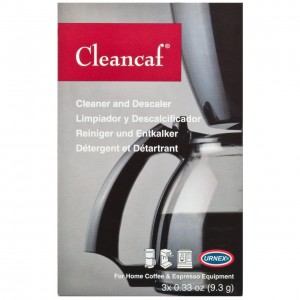 Cleancaf®
Cleaner and Descaler
Limpiador y Descalcificador
Reiniger und Entkalker
Détergent et Détartrant
URNEX®
For Home Coffee & Espresso Equipment
3x 0.33 oz (9.3 g)